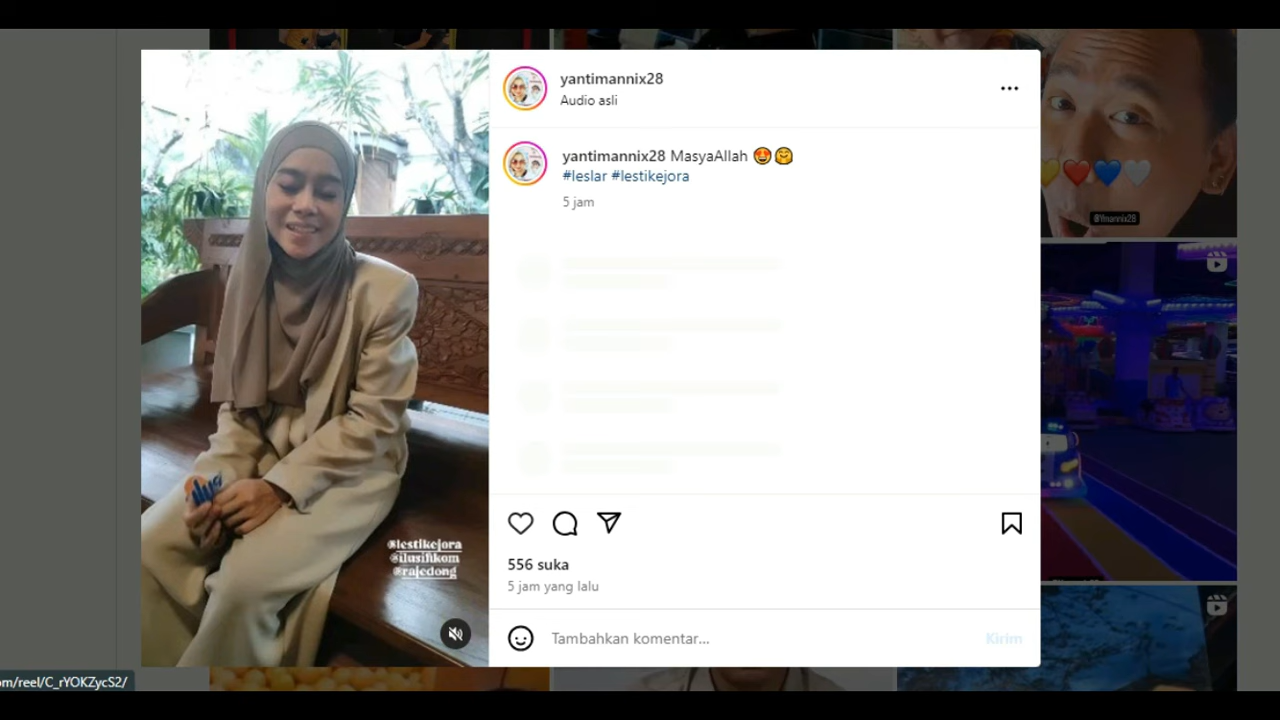 yantimannix28
Audio asli
yantimannix28 MasyaAllah 🤩🤗
#leslar #lestikejora
5 jam
@lestikejora
@ilusifikom
@rajedong
556 suka
5 jam yang lalu
Tambahkan komentar...
Kirim
@Ymannix28
om/reel/C_rYOKZycS2/